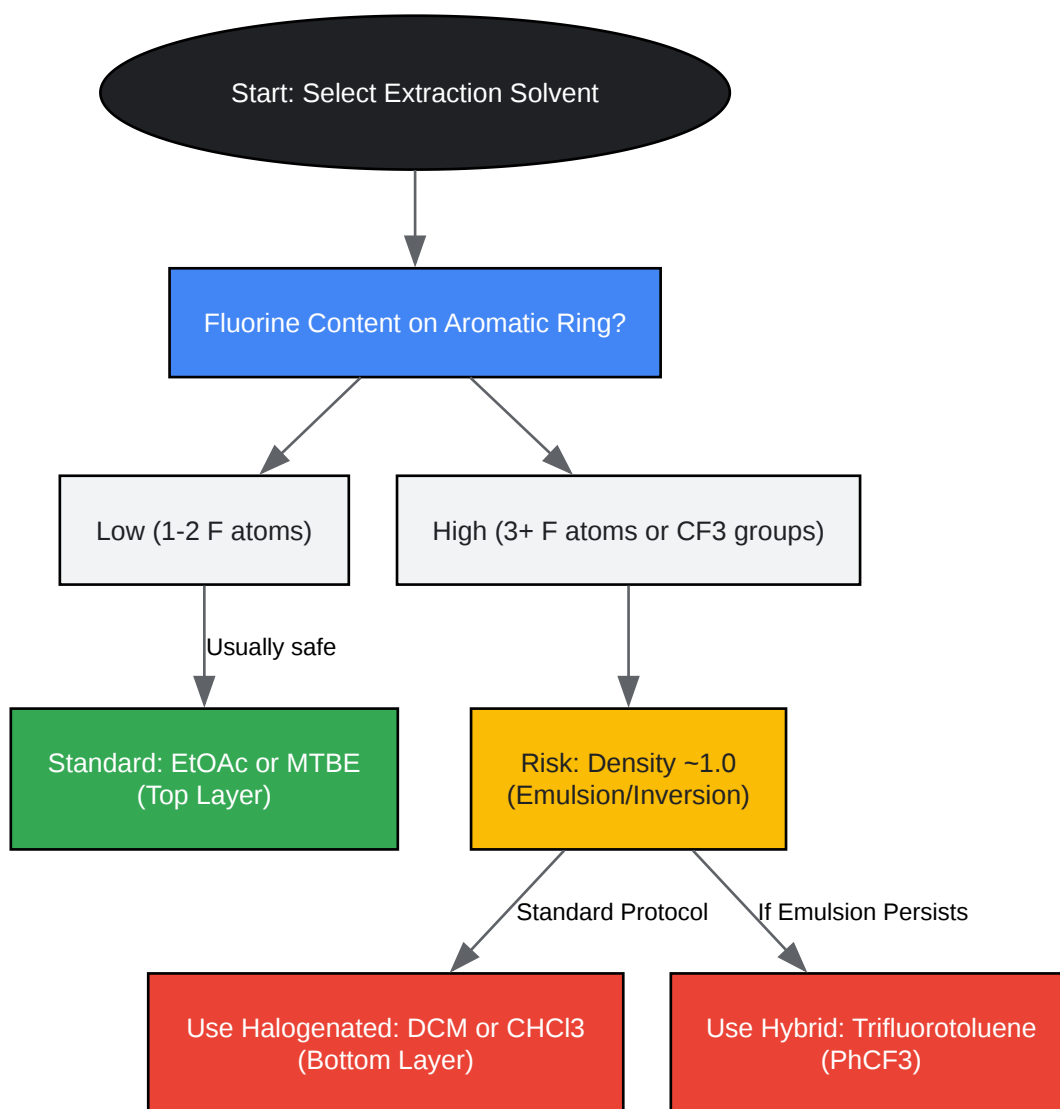 Start: Select Extraction Solvent
Fluorine Content on Aromatic Ring?
Low (1-2 F atoms)
High (3+ F atoms or CF3 groups)
Usually safe
Standard: EtOAc or MTBE
(Top Layer)
Risk: Density ~1.0
(Emulsion/Inversion)
Standard Protocol
If Emulsion Persists
Use Halogenated: DCM or CHCl3
(Bottom Layer)
Use Hybrid: Trifluorotoluene
(PhCF3)